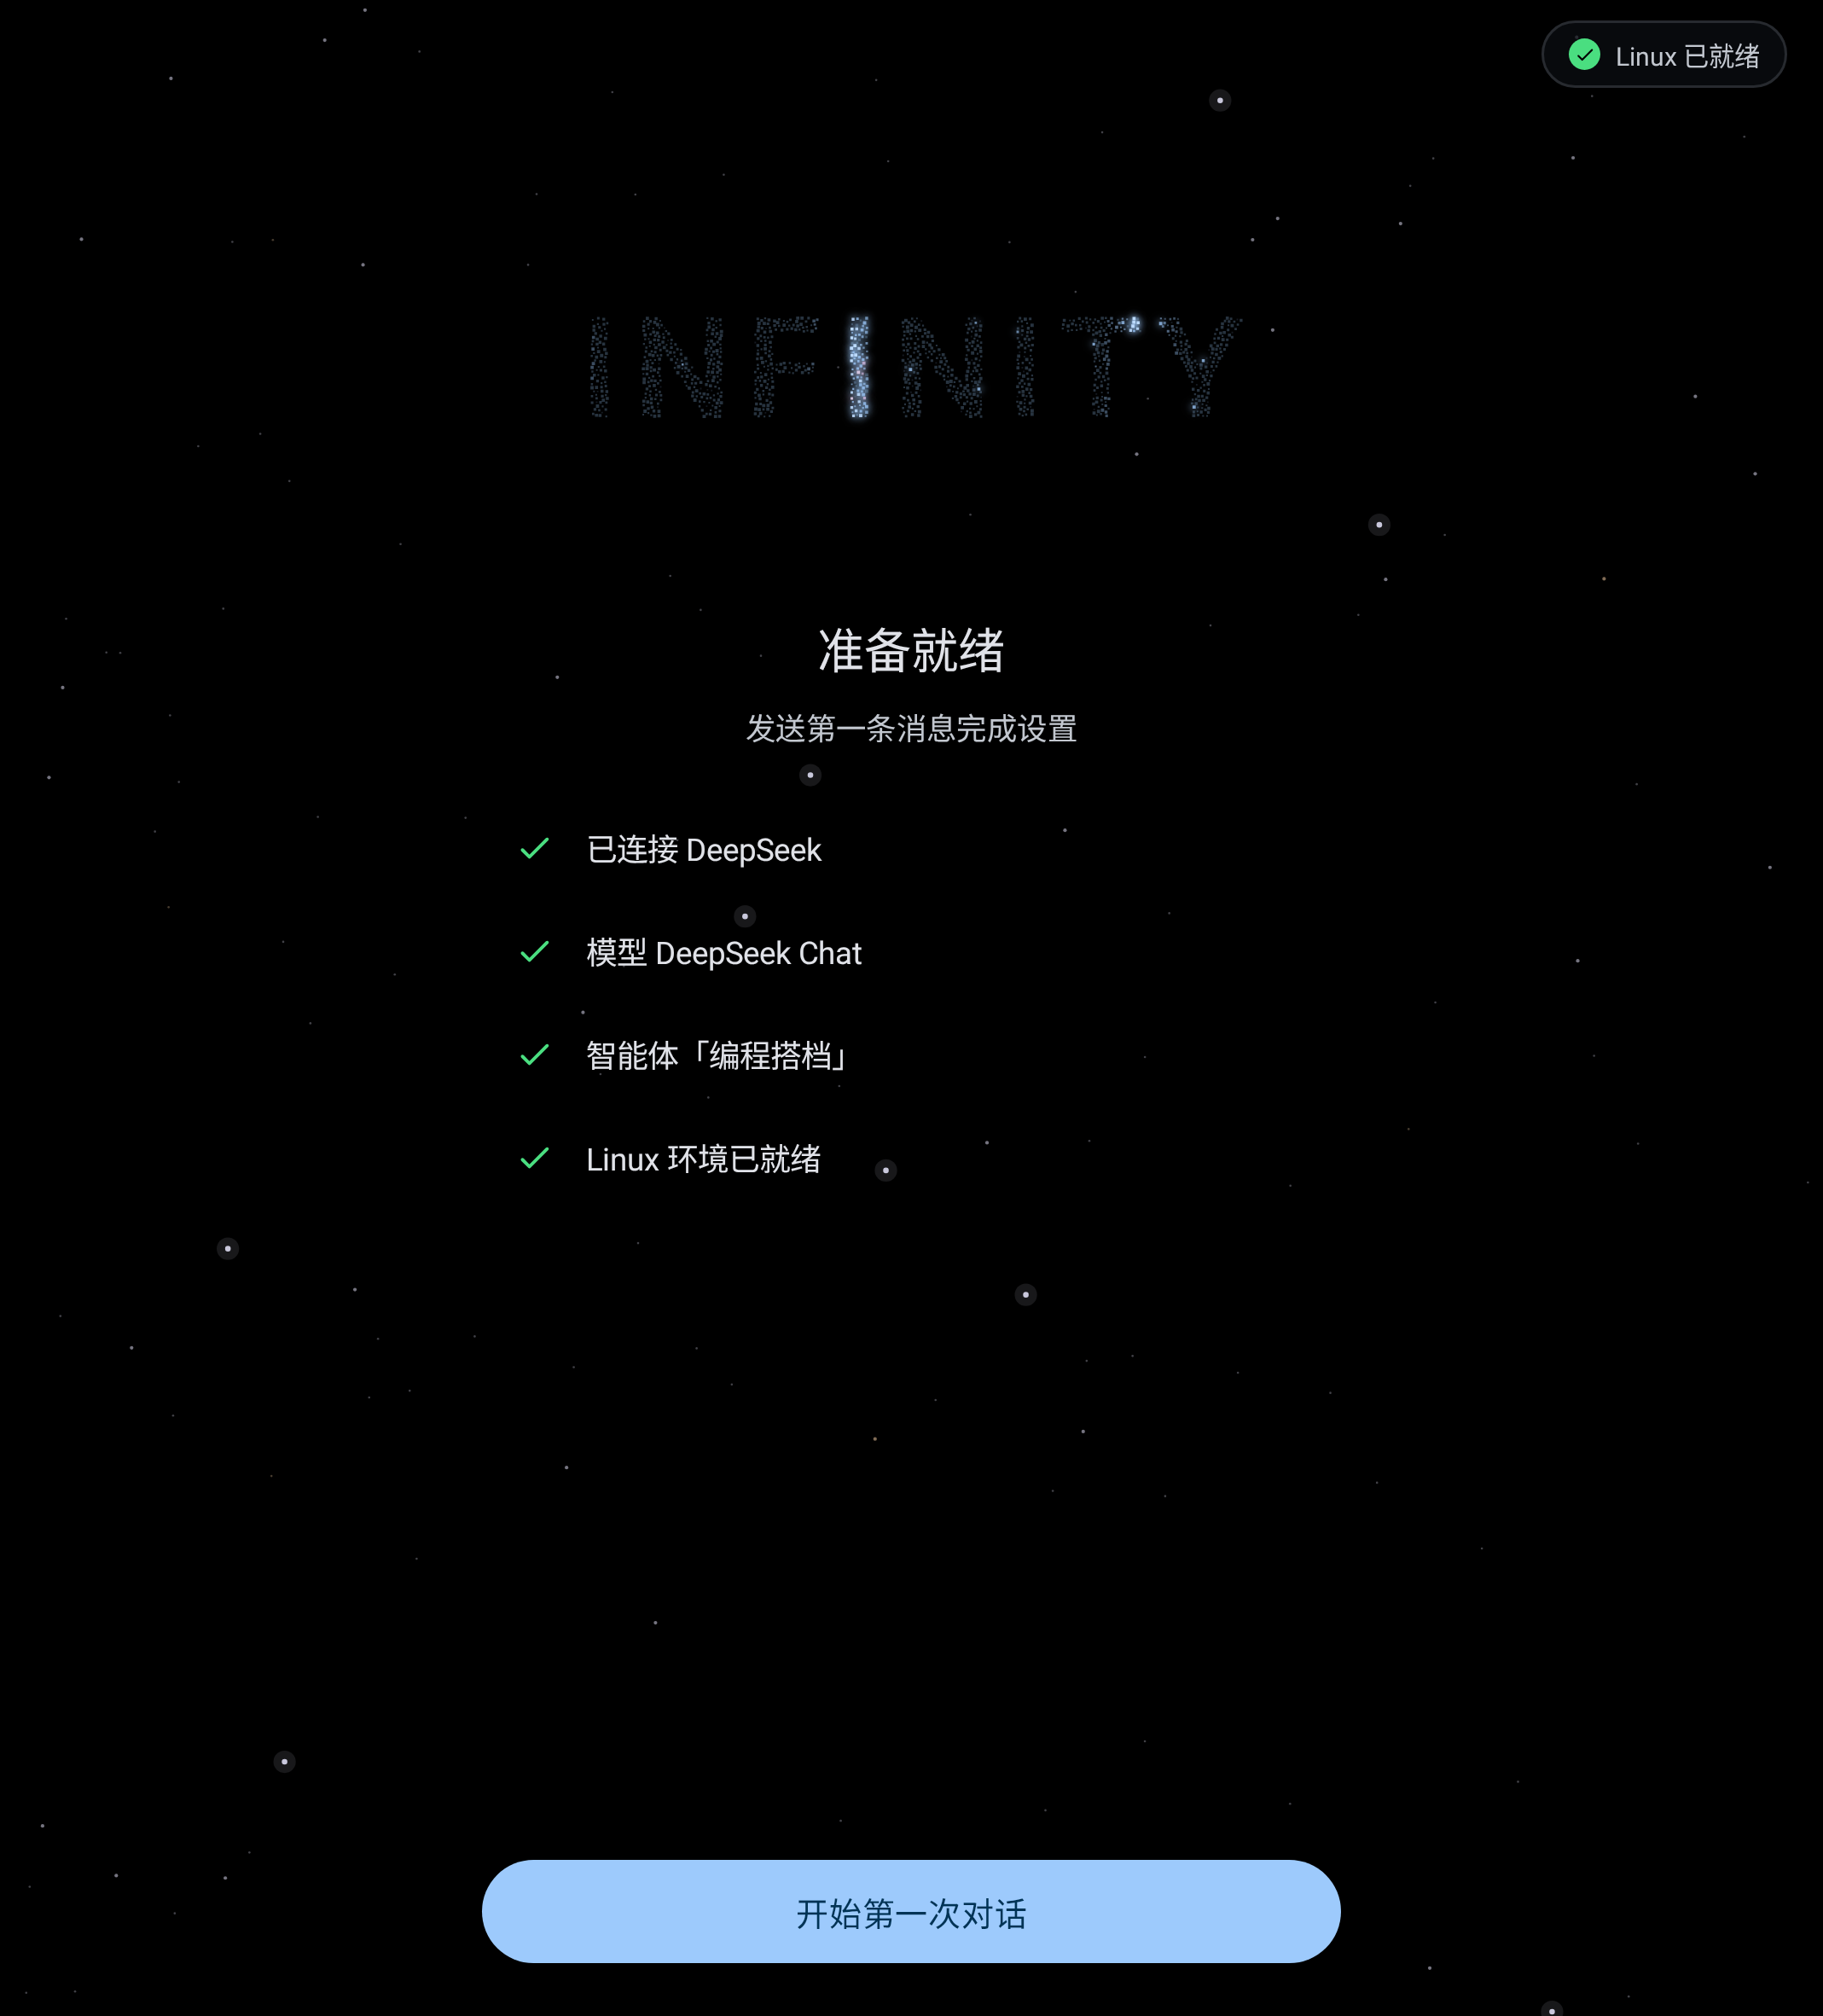 Linux 已就绪
INFINITY
准备就绪
发送第一条消息完成设置
已连接 DeepSeek
模型 DeepSeek Chat
智能体「编程搭档」
Linux 环境已就绪
开始第一次对话